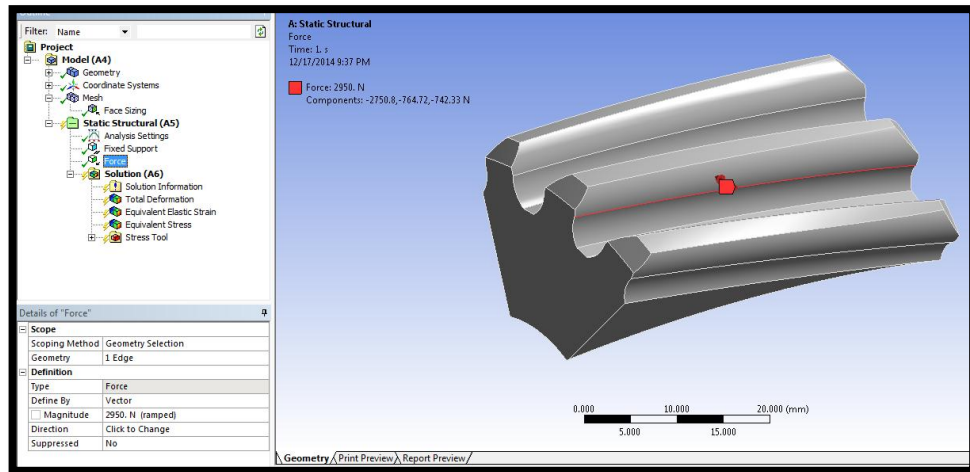 Filter: Name
Project
Model (A4)
Geometry
Coordinate Systems
Mesh
Face Sizing
Static Structural (A5)
Analysis Settings
Fixed Support
Force
Solution (A6)
Solution Information
Total Deformation
Equivalent Elastic Strain
Equivalent Stress
Stress Tool
Details of "Force"
Scope
Scoping Method Geometry Selection
Geometry 1 Edge
Definition
Type Force
Define By Vector
Magnitude 2950. N (ramped)
Direction Click to Change
Suppressed No
A: Static Structural
Force
Time: 1. s
12/17/2014 9:37 PM
Force: 2950. N
Components: -2750.8,-764.72,-742.33 N
0.000 10.000 20.000 (mm)
5.000 15.000
Geometry Print Preview Report Preview